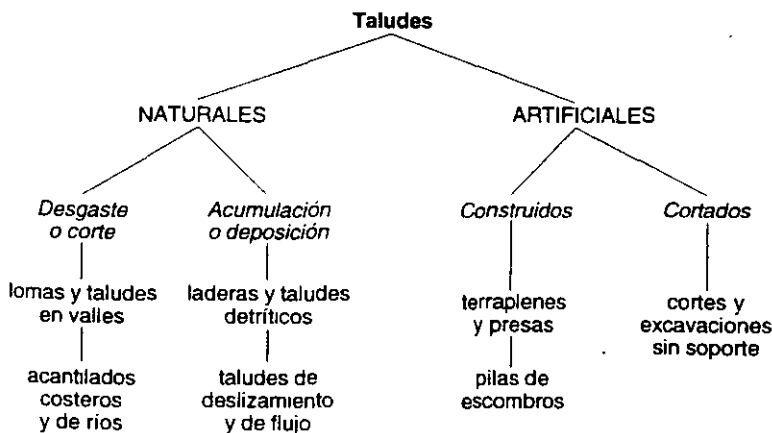 Taludes
NATURALES
ARTIFICIALES
Desgaste
o corte
Acumulación
o deposición
Construidos
Cortados
lomas y taludes
en valles
laderas y taludes
detríticos
terraplenes
y presas
cortes y
excavaciones
sin soporte
acantilados
costeros
y de ríos
taludes de
deslizamiento
y de flujo
pilas de
escombros